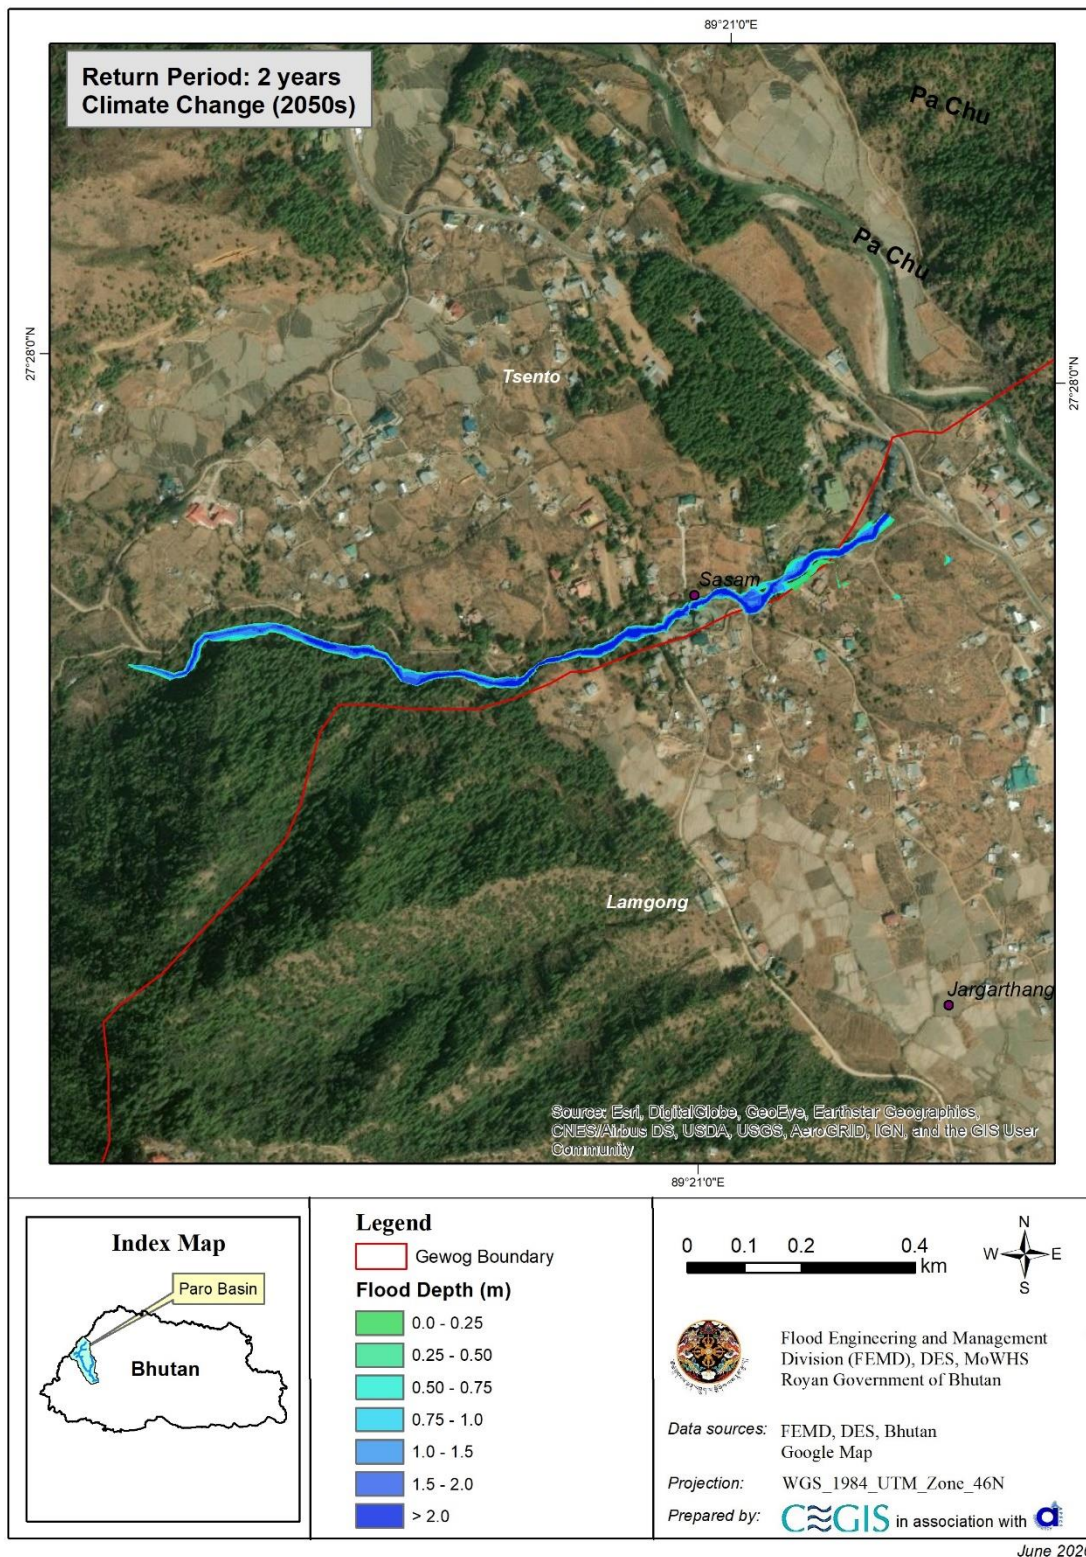 89°21'0"E
Return Period: 2 years
Climate Change (2050s)
Pa Chu
Pa Chu
27°28'0"N
27°28'0"N
Tsento
Sasam
Lamgong
Jargarthang
Source: Esri, DigitalGlobe, GeoEye, Earthstar Geographics,
CNES/Airbus DS, USDA, USGS, AeroGRID, IGN, and the GIS User
Community
89°21'0"E
Index Map
Paro Basin
Bhutan
Legend
Gewog Boundary
Flood Depth (m)
0.0 - 0.25
0.25 - 0.50
0.50 - 0.75
0.75 - 1.0
1.0 - 1.5
1.5 - 2.0
> 2.0
0 0.1 0.2 0.4
km
N
W E
S
Flood Engineering and Management
Division (FEMD), DES, MoWHS
Royan Government of Bhutan
Data sources: FEMD, DES, Bhutan
Google Map
Projection: WGS_1984_UTM_Zone_46N
Prepared by: CEGIS in association with